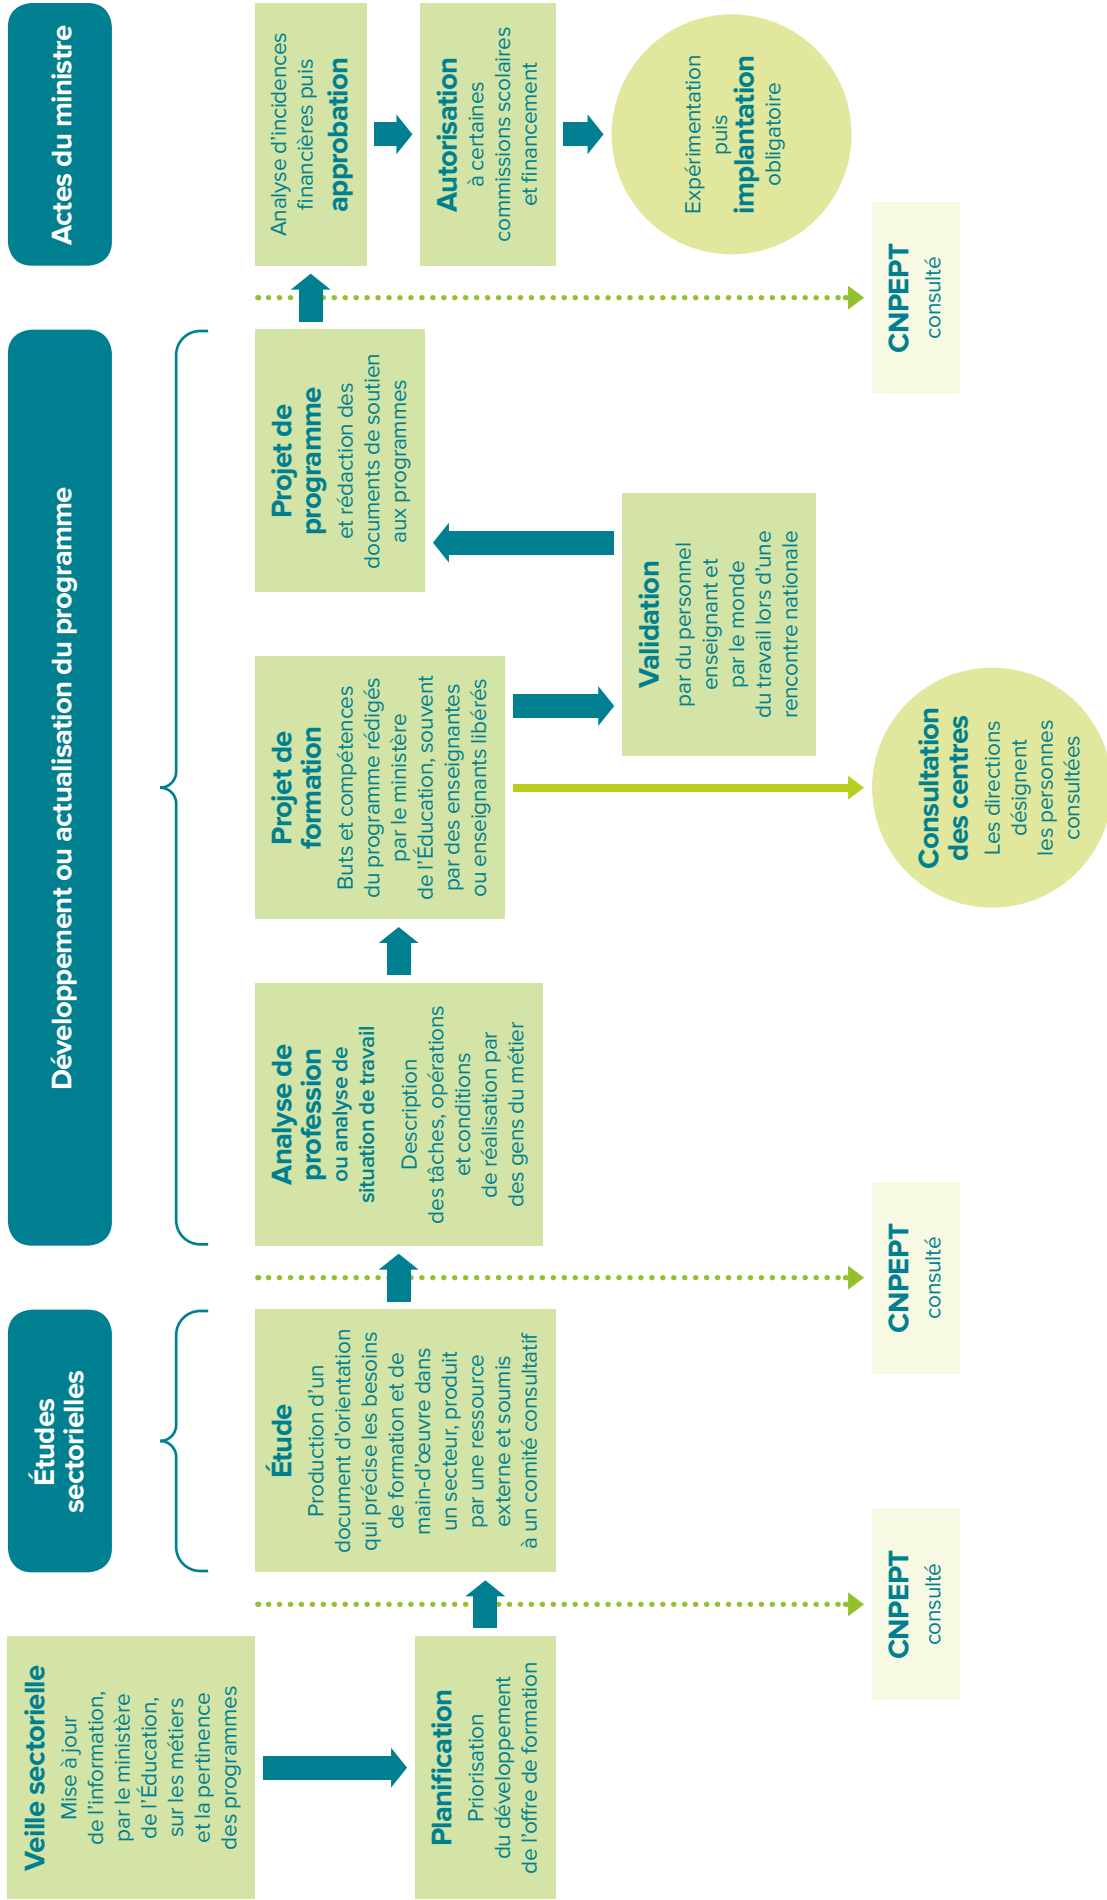 Veille sectorielle
Mise à jour
de l'information,
par le ministère
de l'Éducation,
sur les métiers
et la pertinence
des programmes
Planification
Priorisation
du développement
de l'offre de formation
CNPEPT
consulté
Études
sectorielles
Étude
Production d'un
document d'orientation
qui précise les besoins
de formation et de
main-d'œuvre dans
un secteur, produit
par une ressource
externe et soumis
à un comité consultatif
CNPEPT
consulté
Développement ou actualisation du programme
Analyse de
profession
ou analyse de
situation de travail
Description
des tâches, opérations
et conditions
de réalisation par
des gens du métier
Projet de
formation
Buts et compétences
du programme rédigés
par le ministère
de l'Éducation, souvent
par des enseignantes
ou enseignants libérés
Consultation
des centres
Les directions
désignent
les personnes
consultées
Validation
par du personnel
enseignant et
par le monde
du travail lors d'une
rencontre nationale
Projet de
programme
et rédaction des
documents de soutien
aux programmes
CNPEPT
consulté
Actes du ministre
Analyse d'incidences
financières puis
approbation
Autorisation
à certaines
commissions scolaires
et financement
Expérimentation
puis
implantation
obligatoire